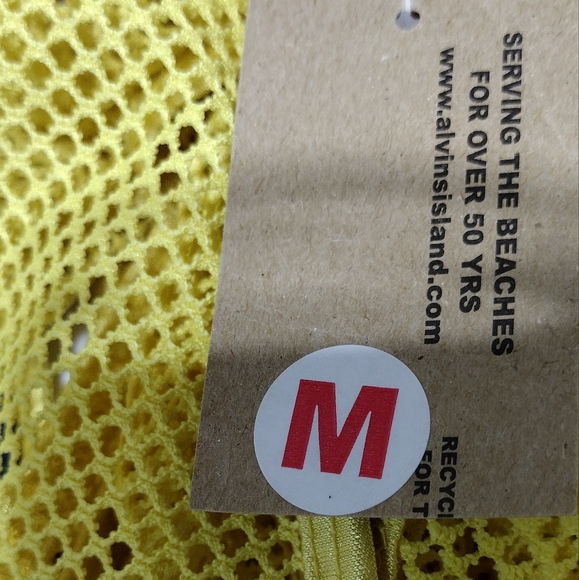 SERVING THE BEACHES
FOR OVER 50 YRS
www.alvinsisland.com
M